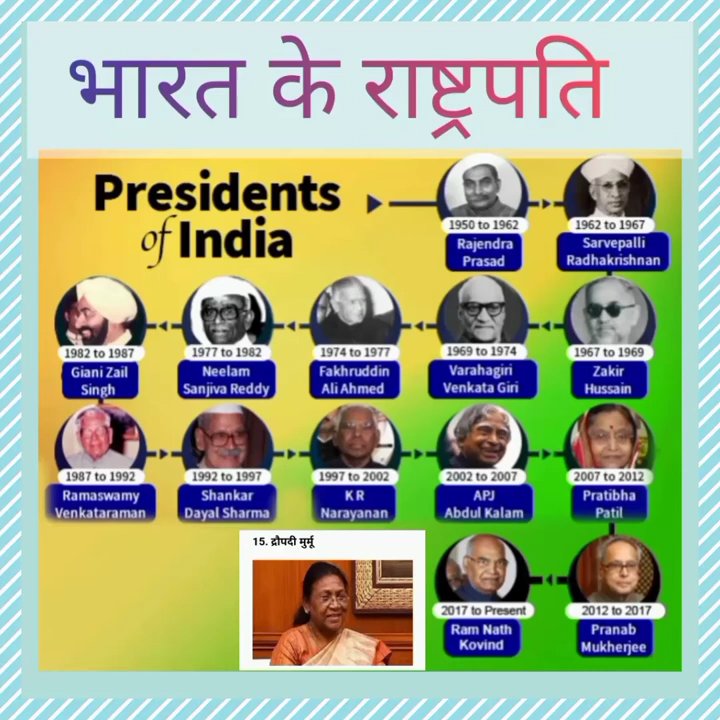 भारत के राष्ट्रपति
Presidents
of India
1950 to 1962
Rajendra
Prasad
1962 to 1967
Sarvepalli
Radhakrishnan
1982 to 1987
Giani Zail
Singh
1977 to 1982
Neelam
Sanjiva Reddy
1974 to 1977
Fakhruddin
Ali Ahmed
1969 to 1974
Varahagiri
Venkata Giri
1967 to 1969
Zakir
Hussain
1987 to 1992
Ramaswamy
Venkataraman
1992 to 1997
Shankar
Dayal Sharma
1997 to 2002
K R
Narayanan
2002 to 2007
APJ
Abdul Kalam
2007 to 2012
Pratibha
Patil
15. द्रौपदी मुर्मू
2017 to Present
Ram Nath
Kovind
2012 to 2017
Pranab
Mukherjee